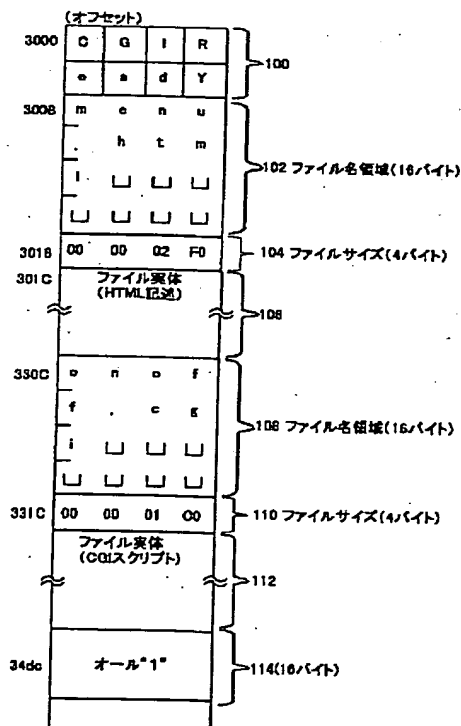 (オフセット)
3000 C G I R
e a d Y 100
3008 m e n u
. h t m
l ␣ ␣ ␣
␣ ␣ ␣ ␣ 102 ファイル名領域(16バイト)
3018 00 00 02 F0 104 ファイルサイズ(4バイト)
301C ファイル実体
(HTML記述) 106
330C o n o f
f . c g
i ␣ ␣ ␣
␣ ␣ ␣ ␣ 108 ファイル名領域(16バイト)
331C 00 00 01 C0 110 ファイルサイズ(4バイト)
ファイル実体
(CGIスクリプト) 112
34dc オール"1" 114(16バイト)